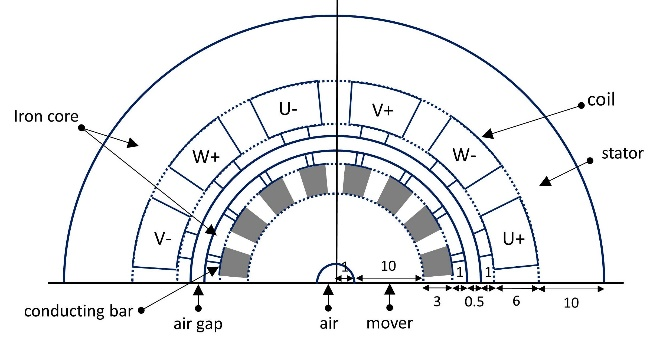 U-
V+
coil
Iron core
W+
W-
stator
V-
U+
1
10
1
1
3
0.5
6
10
conducting bar
air gap
air
mover